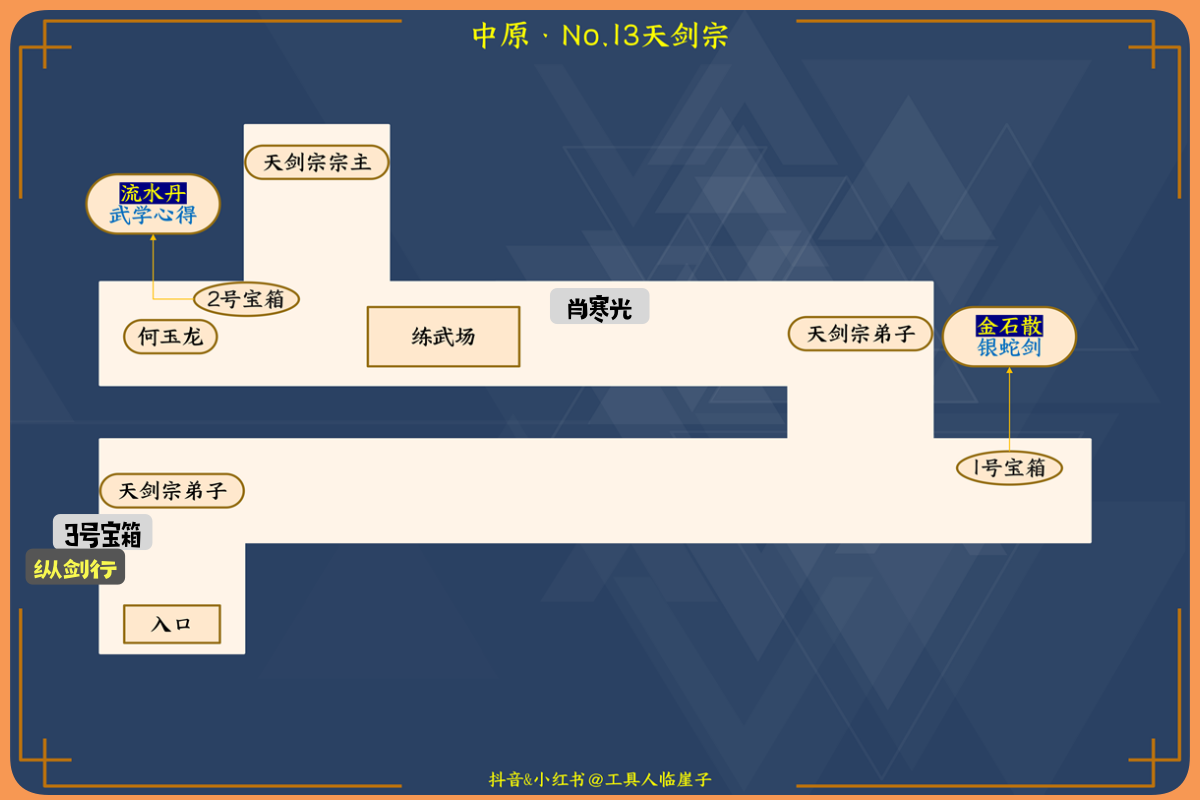 中原·No.13天剑宗
天剑宗宗主
流水丹
武学心得
2号宝箱
何玉龙
练武场
肖寒光
天剑宗弟子
金石散
银蛇剑
1号宝箱
天剑宗弟子
3号宝箱
纵剑行
入口
抖音&小红书@工具人临崖子